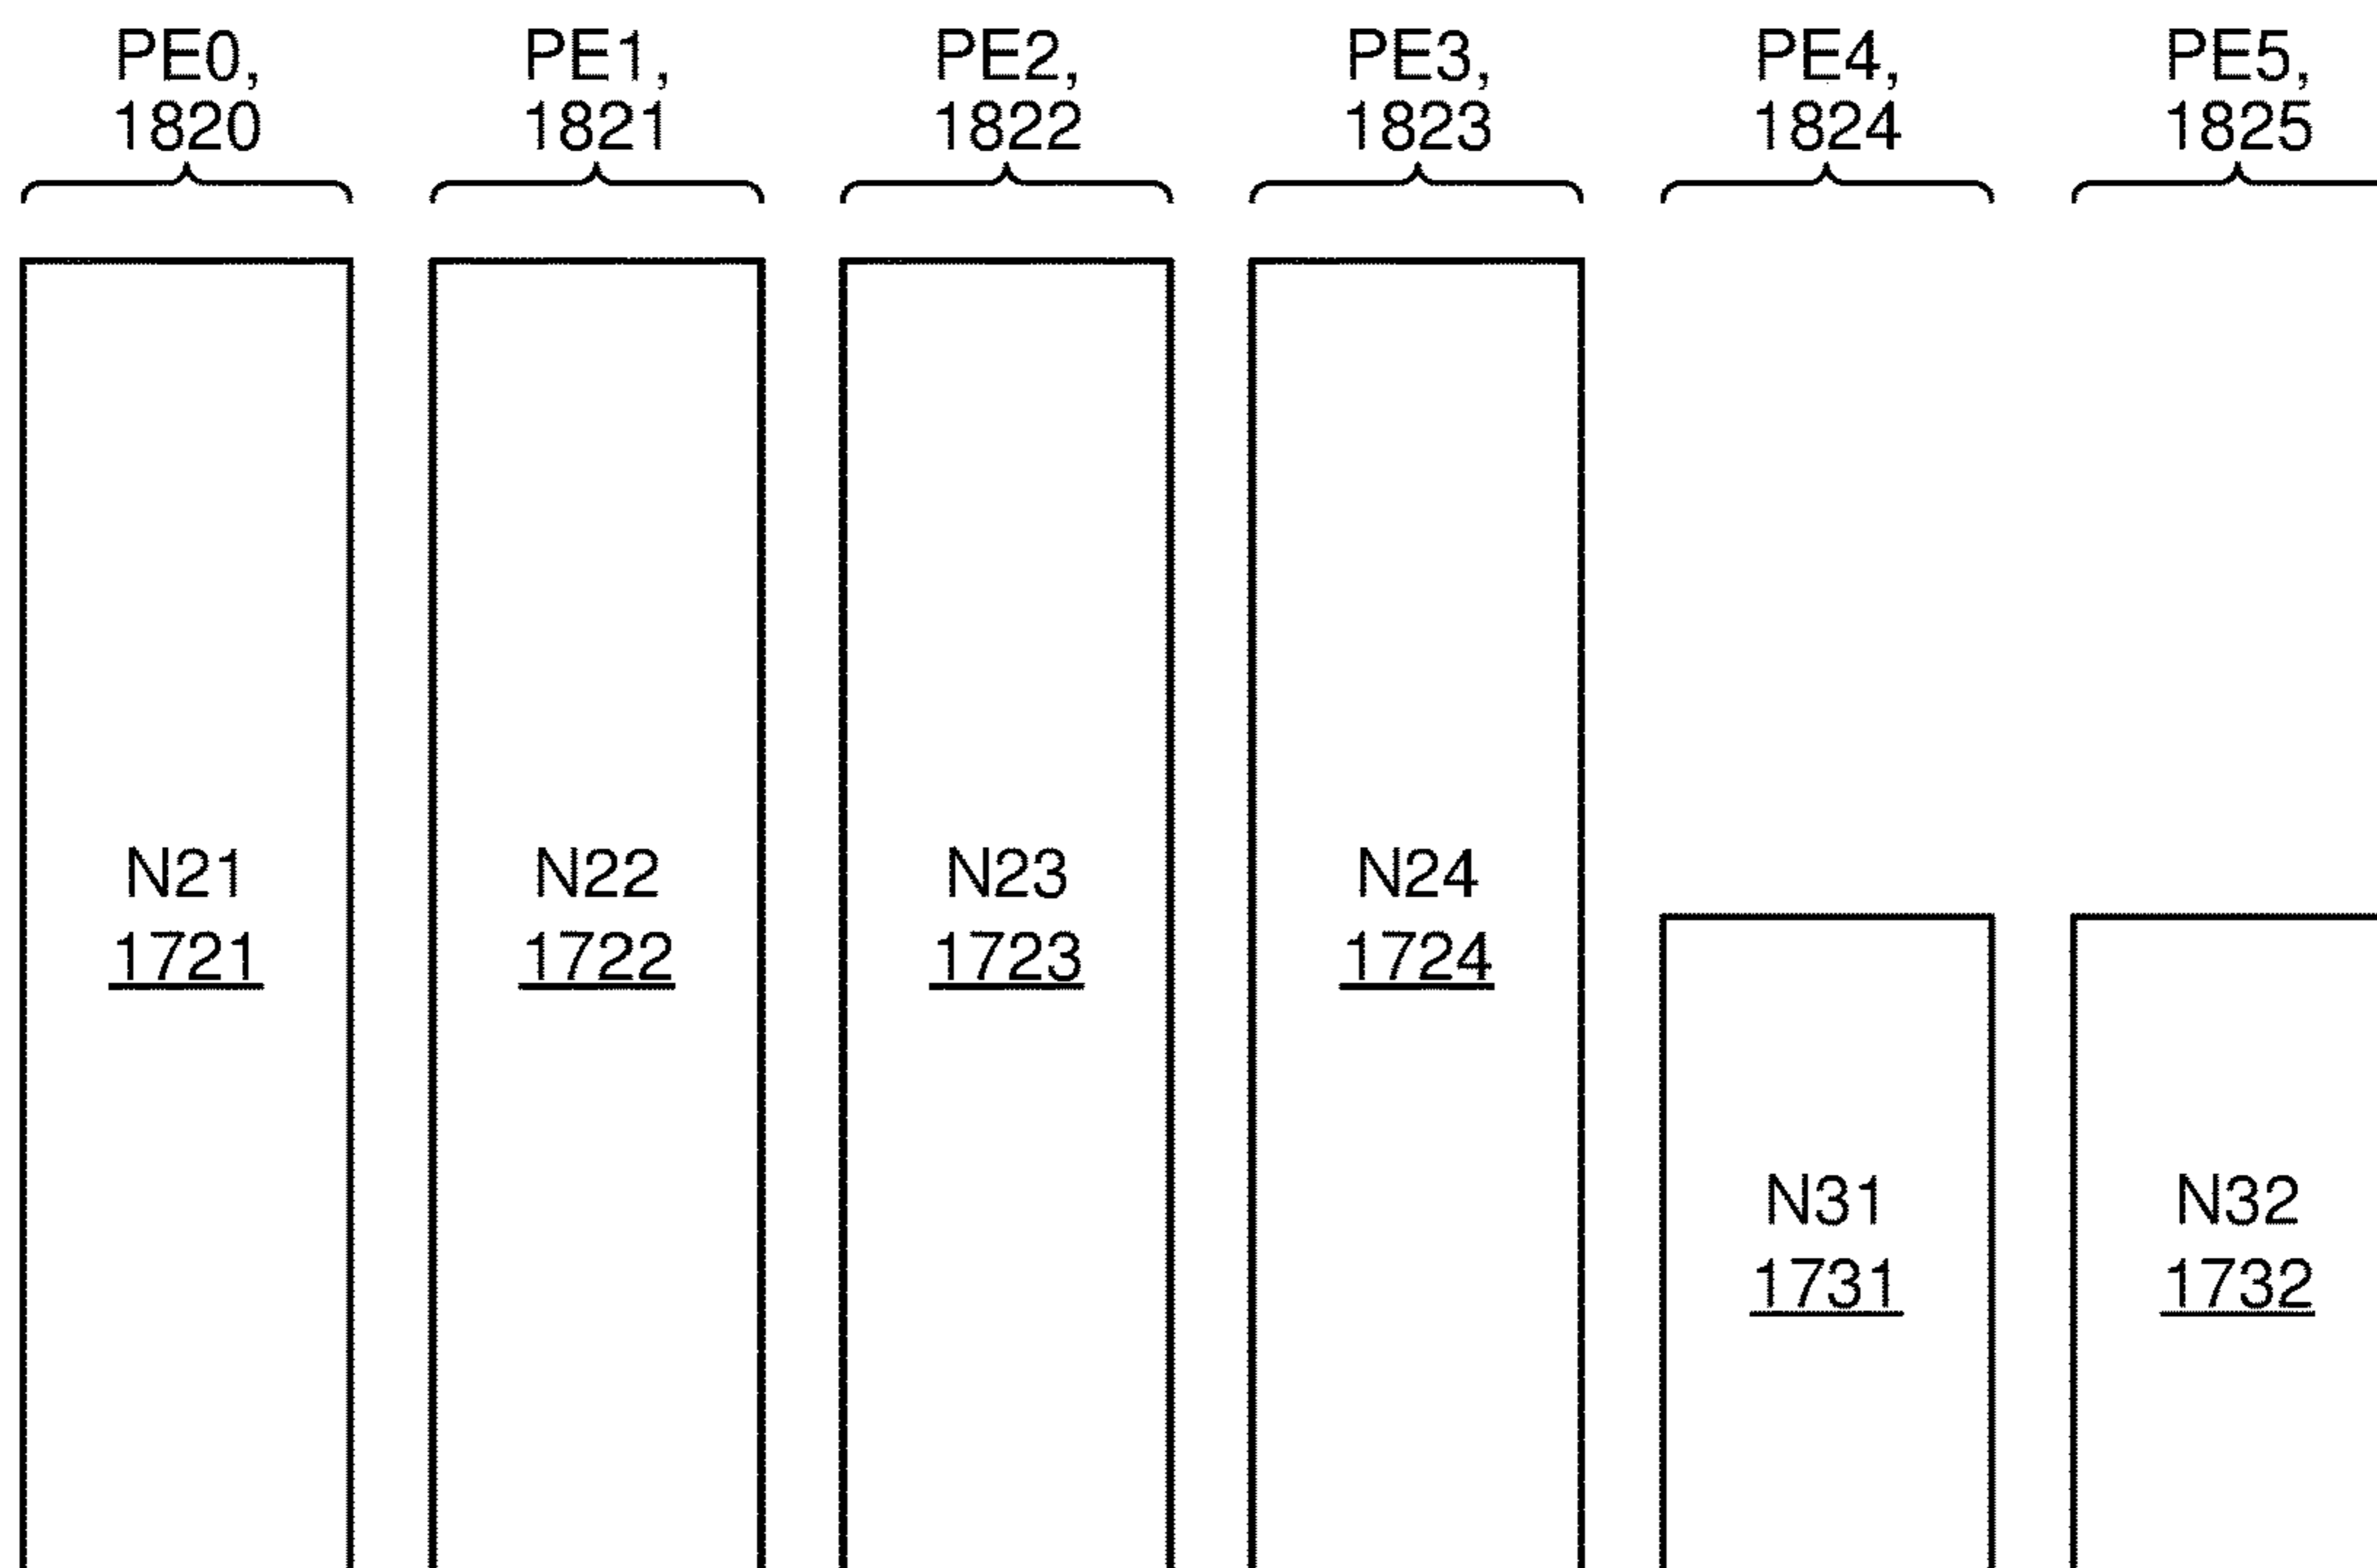 PE0,
1820
PE1,
1821
PE2,
1822
PE3,
1823
PE4,
1824
PE5,
1825
N21
1721
N22
1722
N23
1723
N24
1724
N31
1731
N32
1732